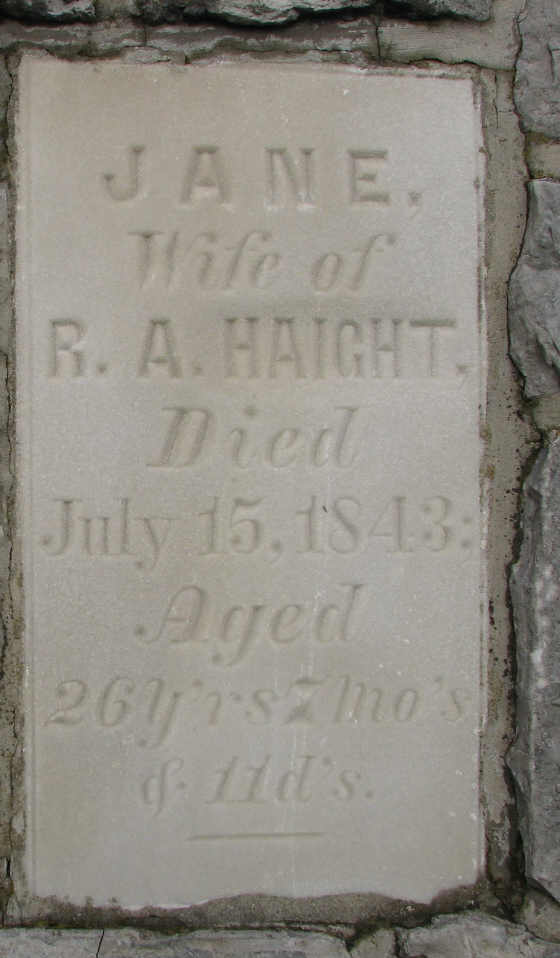 JANE,
Wife of
R. A. HAIGHT,
Died
July 15, 1843:
Aged
26 Y'rs 7 Mo's
& 11 d's.